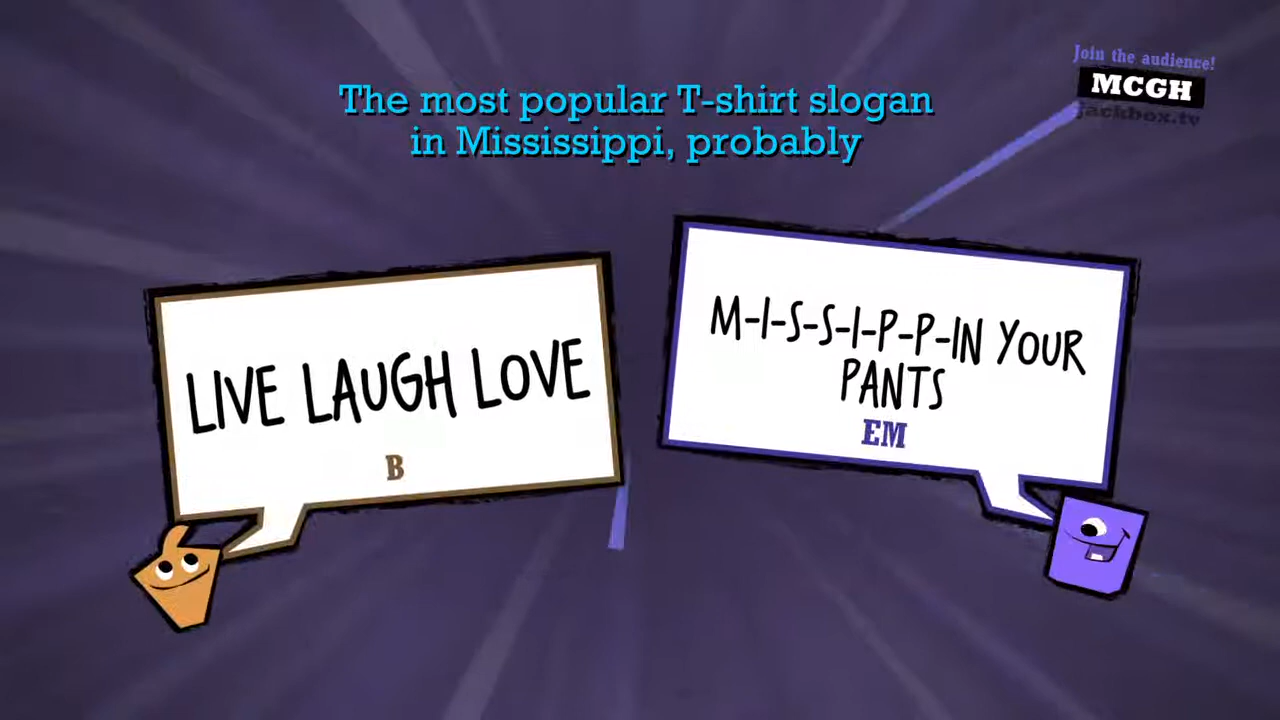 Join the audience!
MCGH
jackbox.tv
The most popular T-shirt slogan
in Mississippi, probably
LIVE LAUGH LOVE
B
M-I-S-S-I-P-P-IN YOUR
PANTS
EM